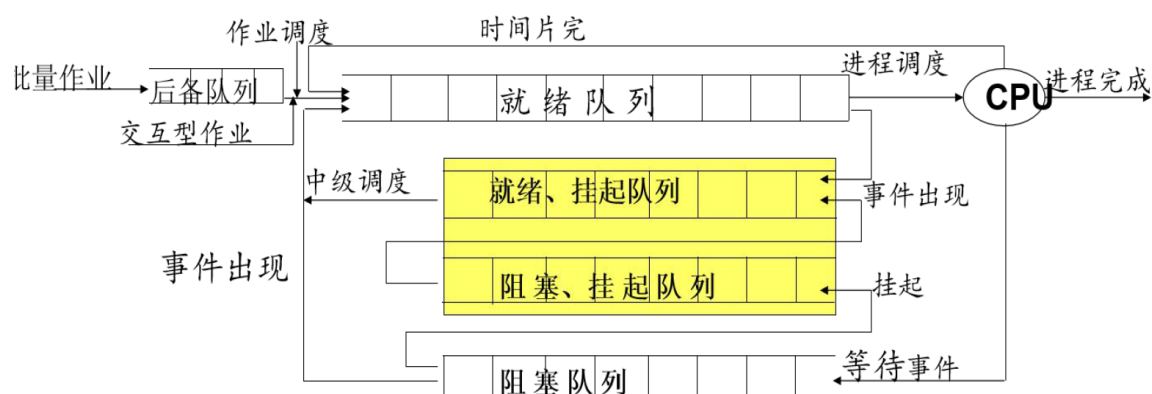 作业调度
时间片完
批量作业
后备队列
就绪队列
进程调度
CPU
进程完成
交互型作业
中级调度
就绪、挂起队列
事件出现
事件出现
阻塞、挂起队列
挂起
阻塞队列
等待事件